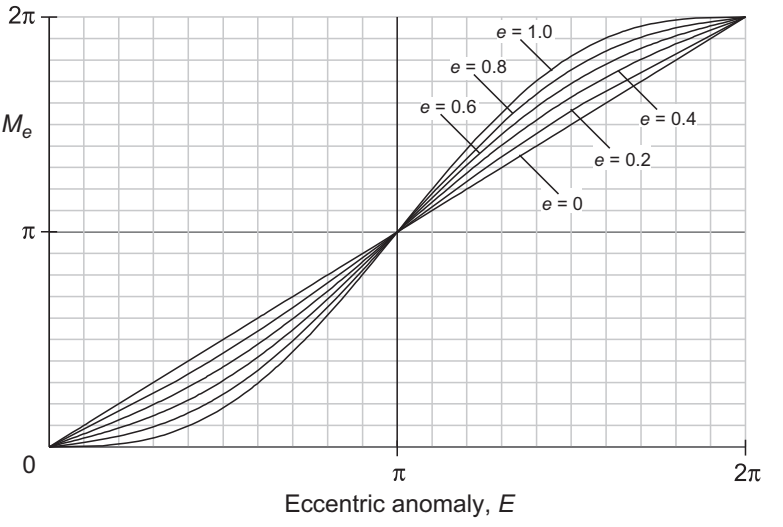 2π
e = 1.0
e = 0.8
e = 0.6
M_e
e = 0.4
e = 0.2
e = 0
π
0
π
2π
Eccentric anomaly, E